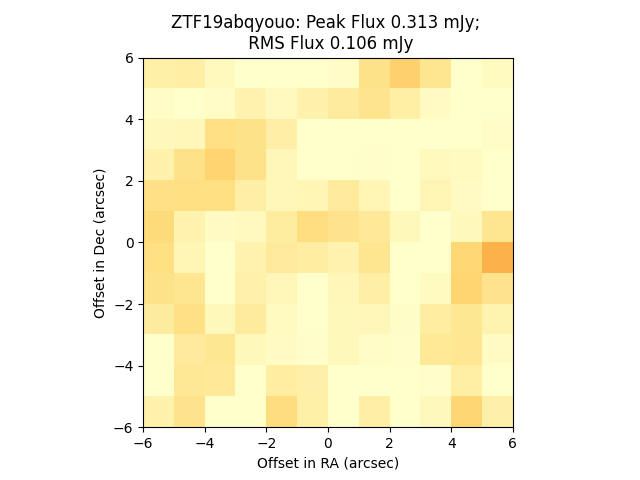 ZTF19abqyouo: Peak Flux 0.313 mJy;
RMS Flux 0.106 mJy
6
4
2
0
−2
−4
−6
Offset in Dec (arcsec)
−6 −4 −2 0 2 4 6
Offset in RA (arcsec)